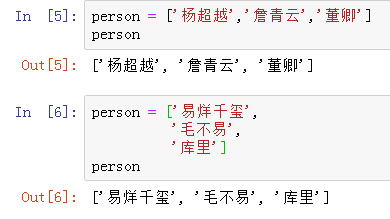 In [5]: person = ['杨超越','詹青云','董卿']
person
Out[5]: ['杨超越', '詹青云', '董卿']
In [6]: person = ['易烊千玺',
'毛不易',
'库里']
person
Out[6]: ['易烊千玺', '毛不易', '库里']